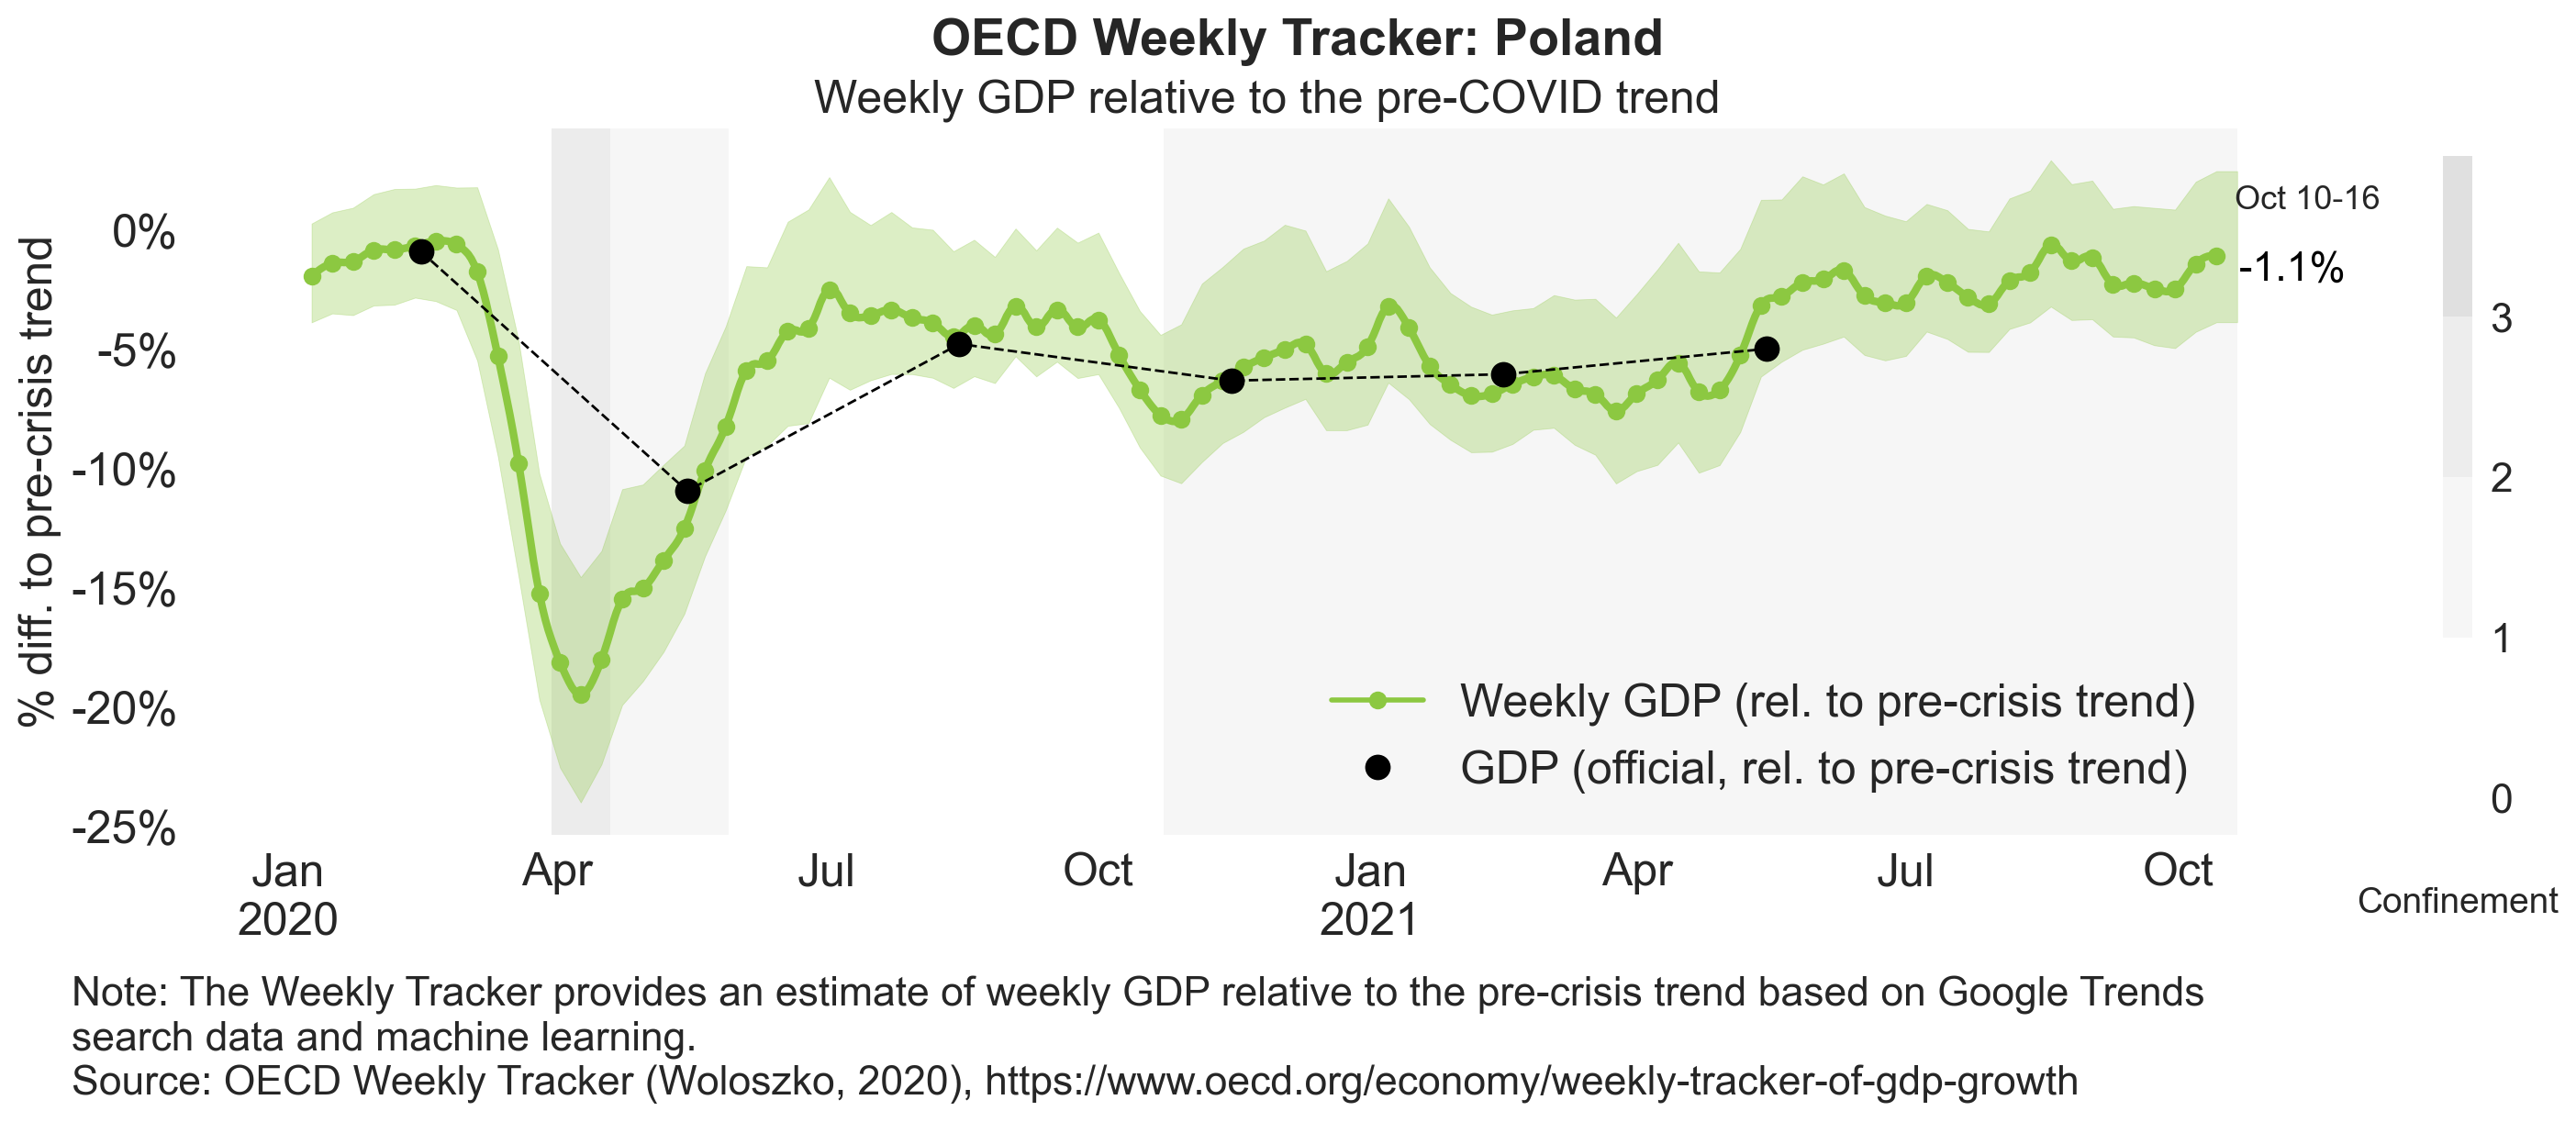 OECD Weekly Tracker: Poland
Weekly GDP relative to the pre-COVID trend
% diff. to pre-crisis trend
0%
-5%
-10%
-15%
-20%
-25%
Oct 10-16
-1.1%
Weekly GDP (rel. to pre-crisis trend)
GDP (official, rel. to pre-crisis trend)
3
2
1
0
Confinement
Jan Apr Jul Oct Jan Apr Jul Oct
2020 2021
Note: The Weekly Tracker provides an estimate of weekly GDP relative to the pre-crisis trend based on Google Trends
search data and machine learning.
Source: OECD Weekly Tracker (Woloszko, 2020), https://www.oecd.org/economy/weekly-tracker-of-gdp-growth